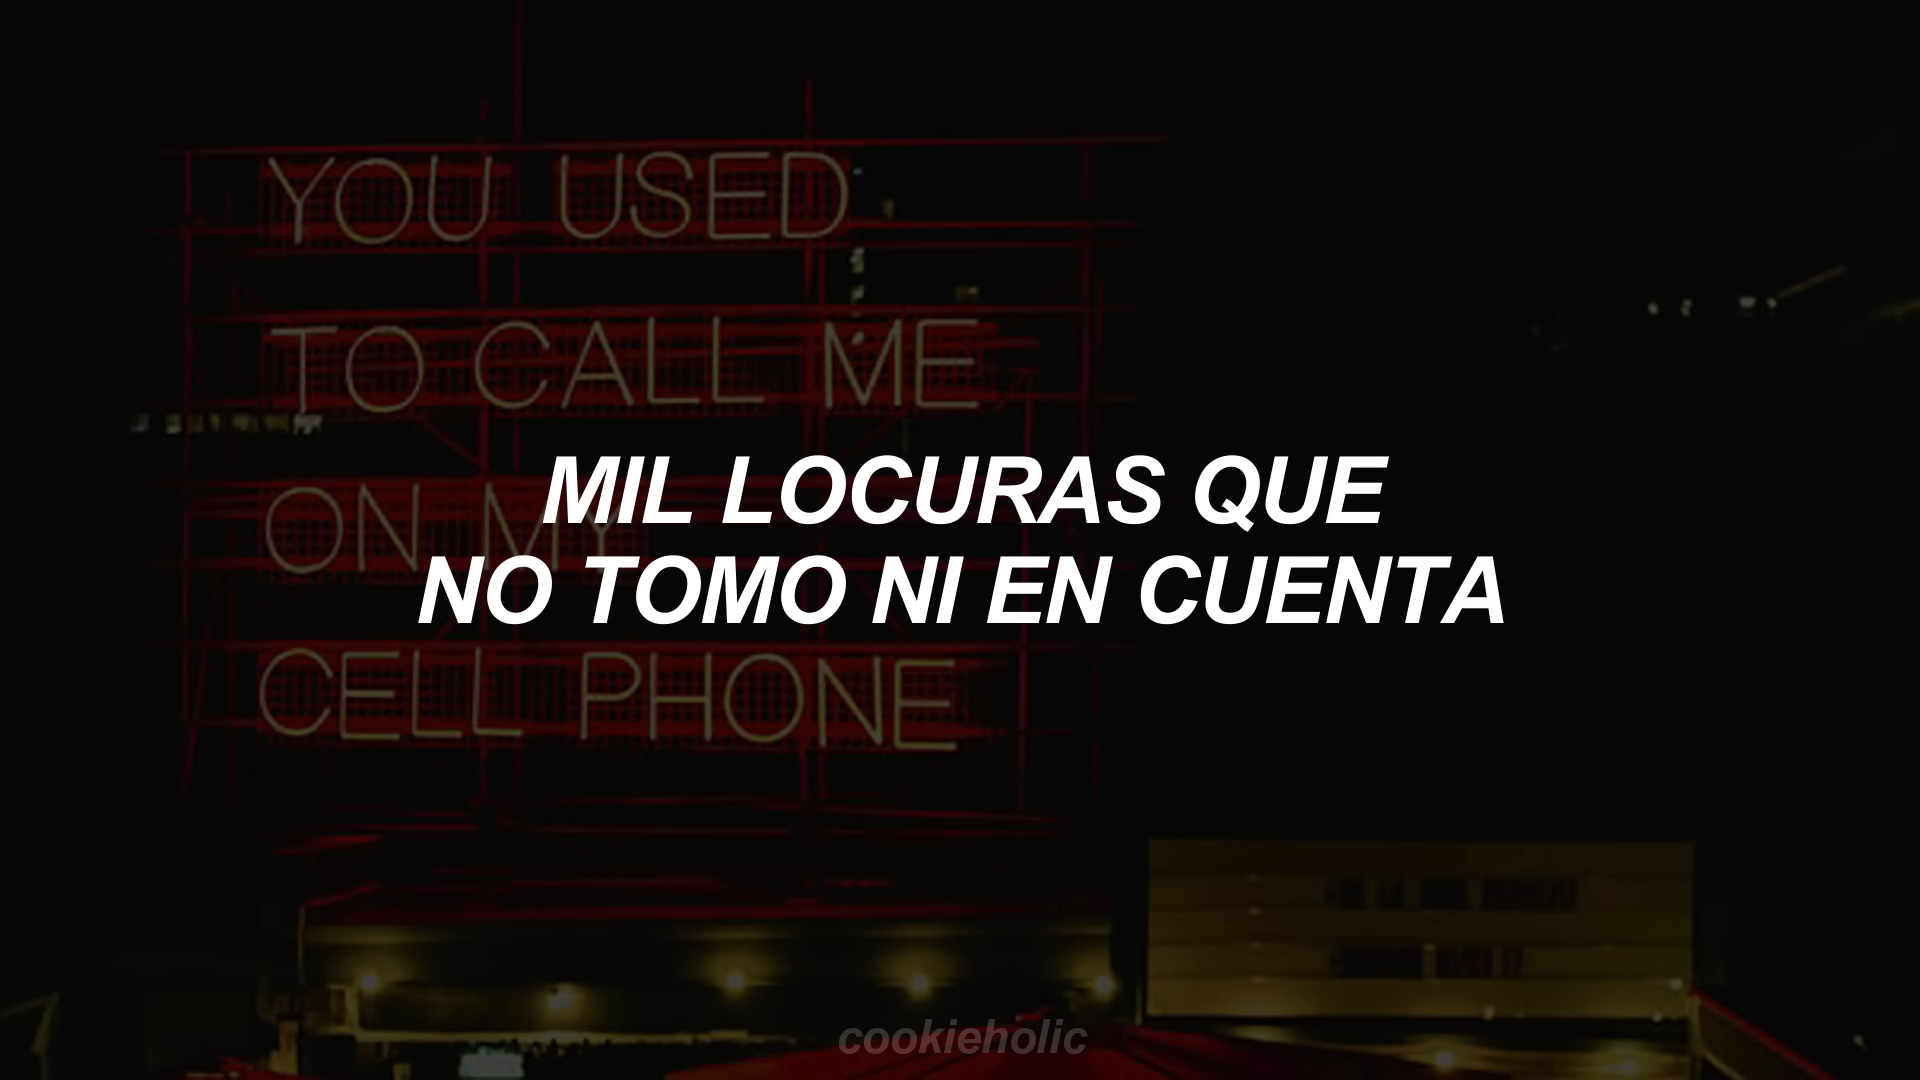 YOU USED
TO CALL ME
ON MY
CELL PHONE
MIL LOCURAS QUE
NO TOMO NI EN CUENTA
cookieholic